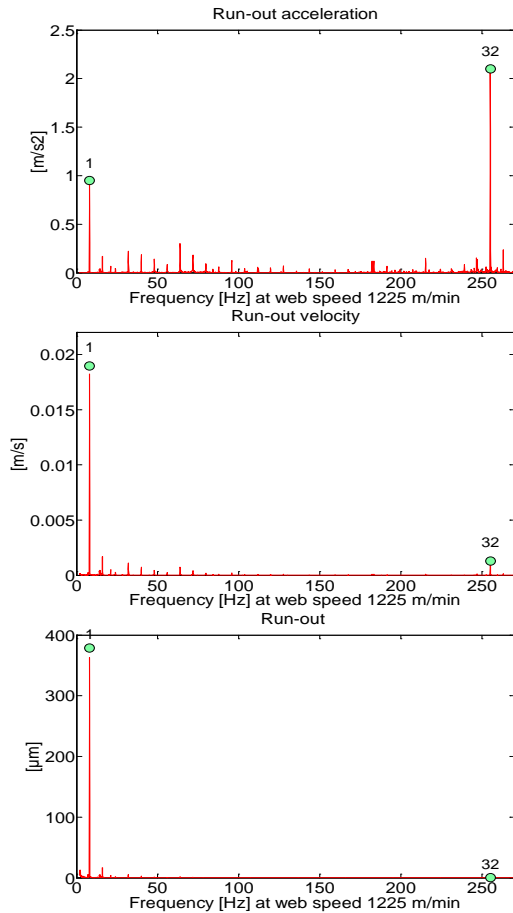 Run-out acceleration
2.5
2
1.5
1
0.5
0
[m/s2]
1
32
0 50 100 150 200 250
Frequency [Hz] at web speed 1225 m/min
Run-out velocity
0.02
0.015
0.01
0.005
0
[m/s]
1
32
0 50 100 150 200 250
Frequency [Hz] at web speed 1225 m/min
Run-out
400
300
200
100
0
[µm]
1
32
0 50 100 150 200 250
Frequency [Hz] at web speed 1225 m/min